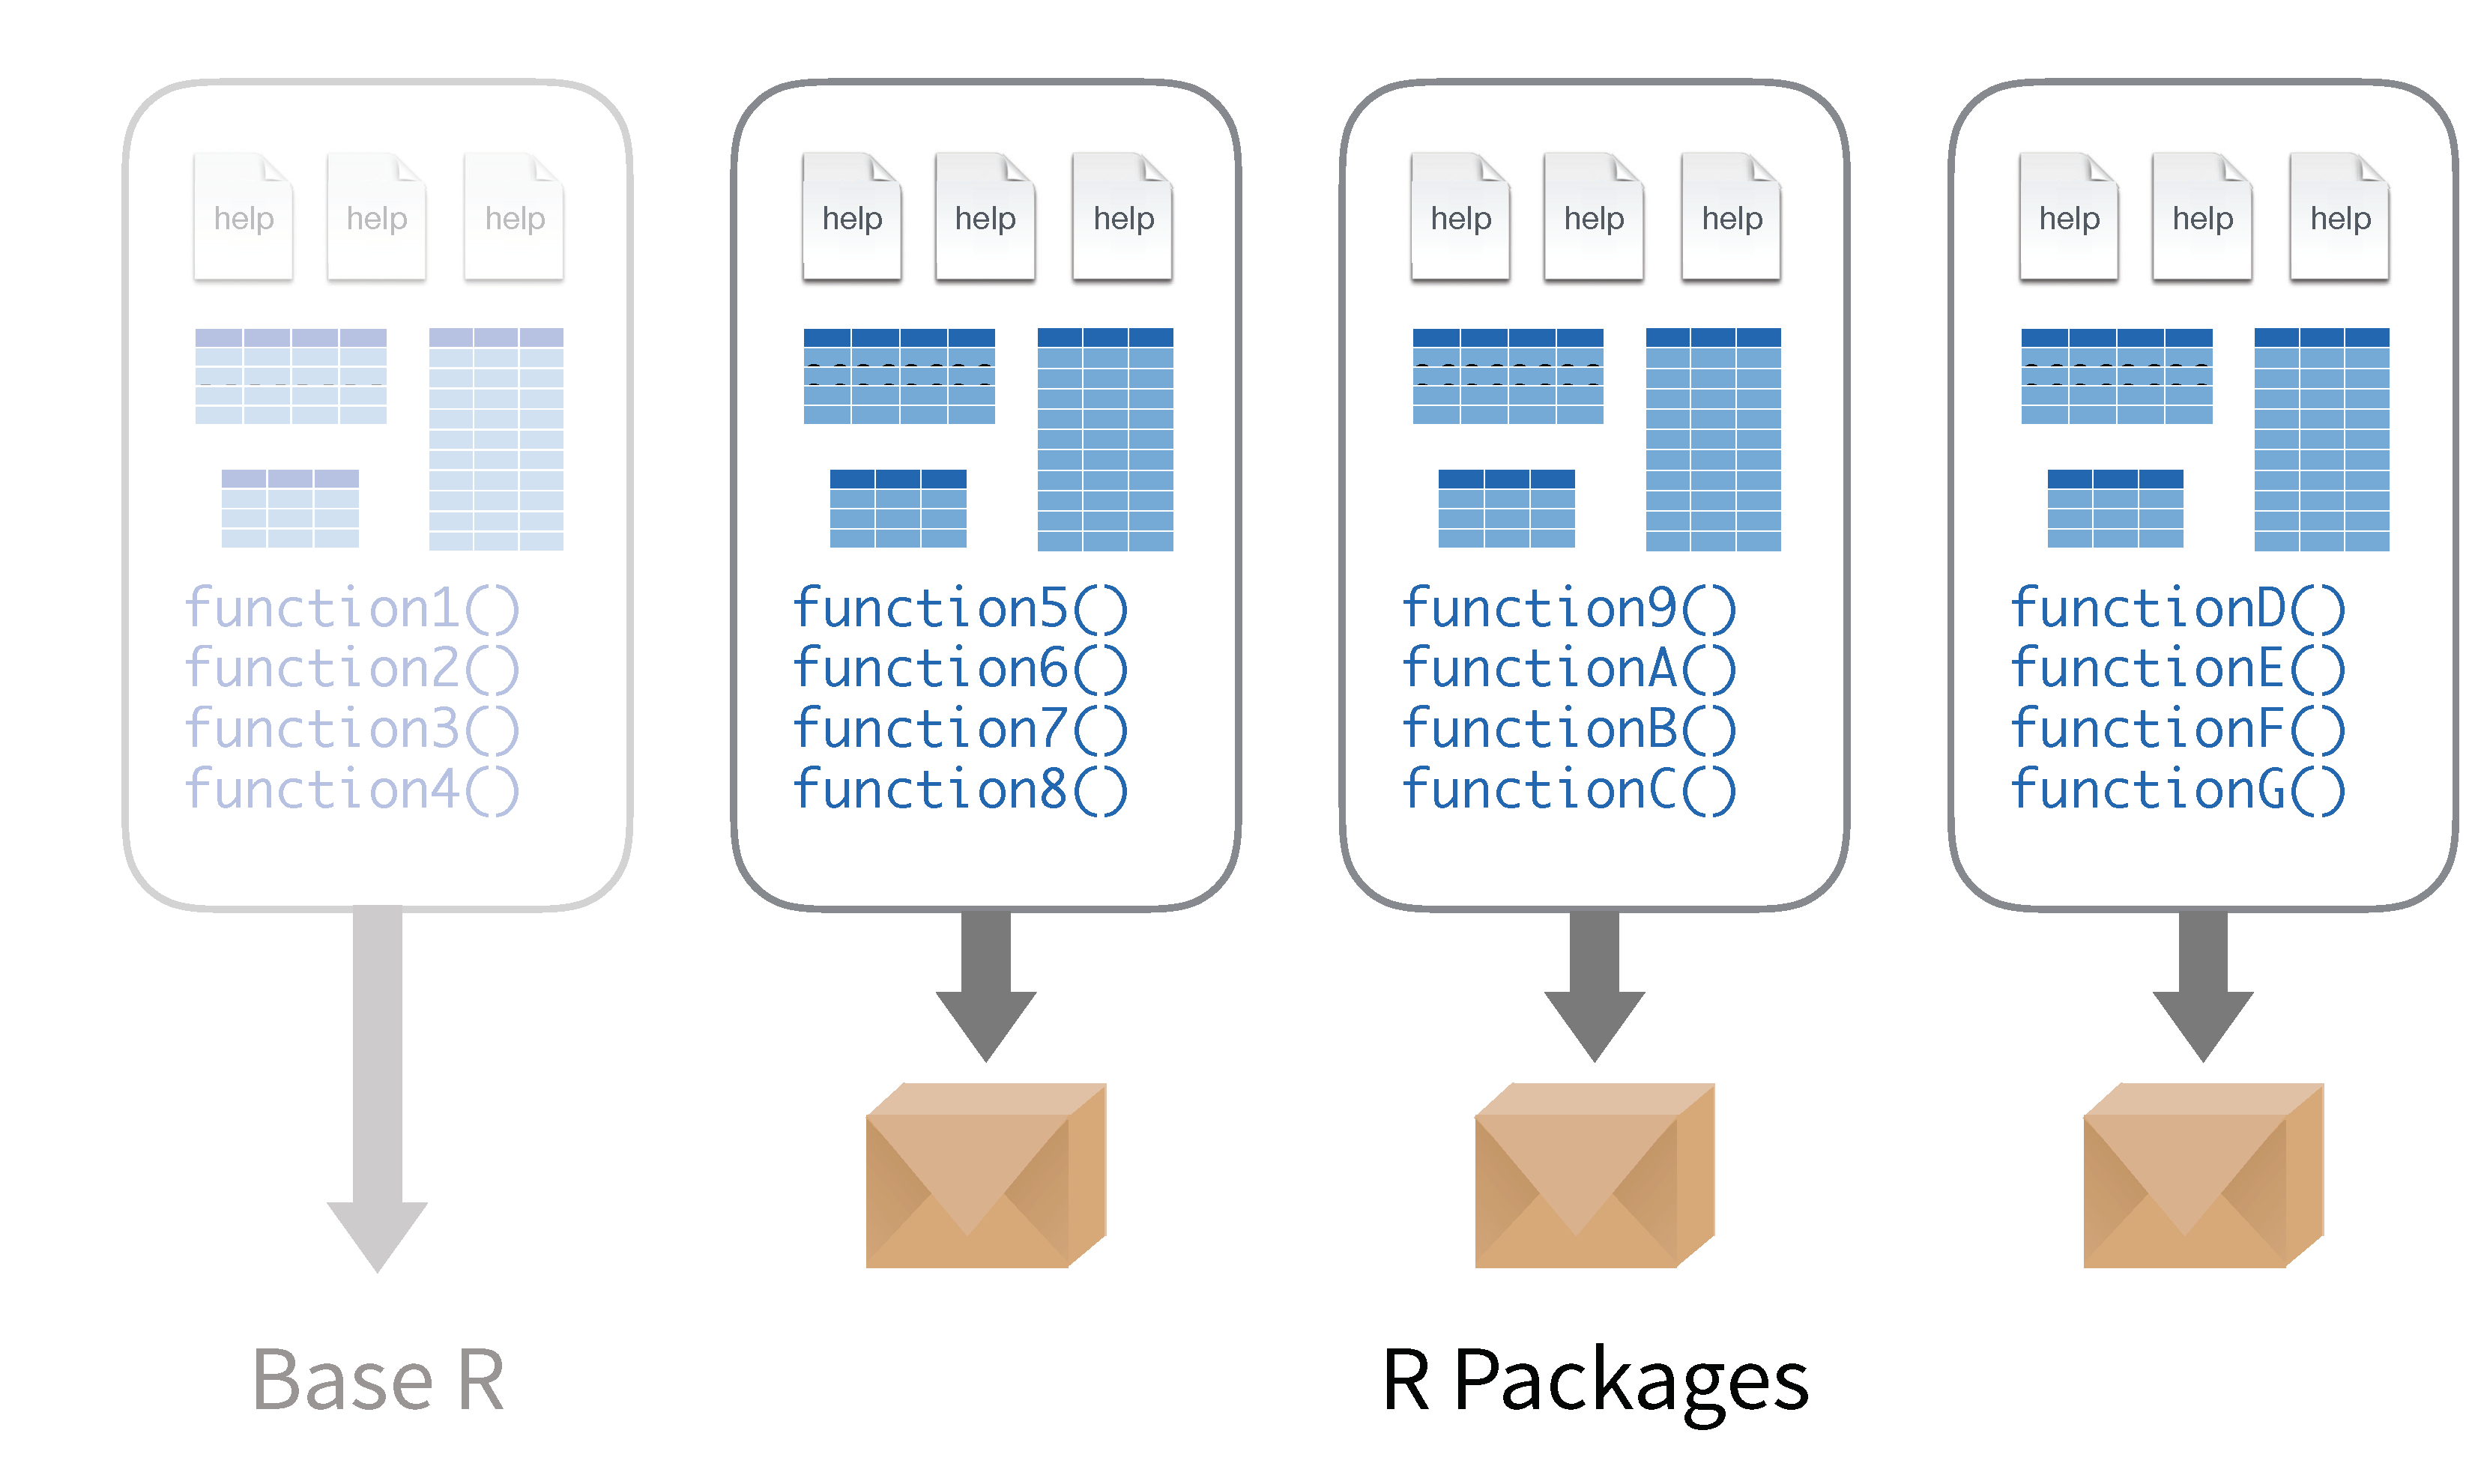 help help help
function1()
function2()
function3()
function4()
help help help
function5()
function6()
function7()
function8()
help help help
function9()
functionA()
functionB()
functionC()
help help help
functionD()
functionE()
functionF()
functionG()
Base R
R Packages